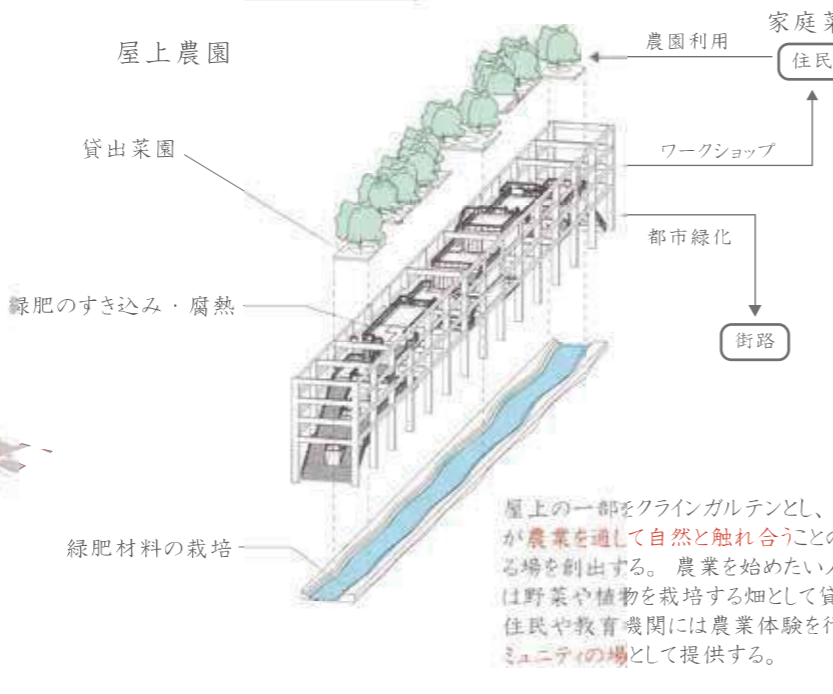 家庭菜
屋上農園
農園利用
住民
貸出菜園
ワークショップ
都市緑化
緑肥のすき込み・腐熟
街路
緑肥材料の栽培
屋上の一部をクラインガルテンとし、
が農業を通して自然と触れ合うことの
る場を創出する。 農業を始めたい人
は野菜や植物を栽培する畑として貸
住民や教育機関には農業体験を行
ミュニティの場として提供する。